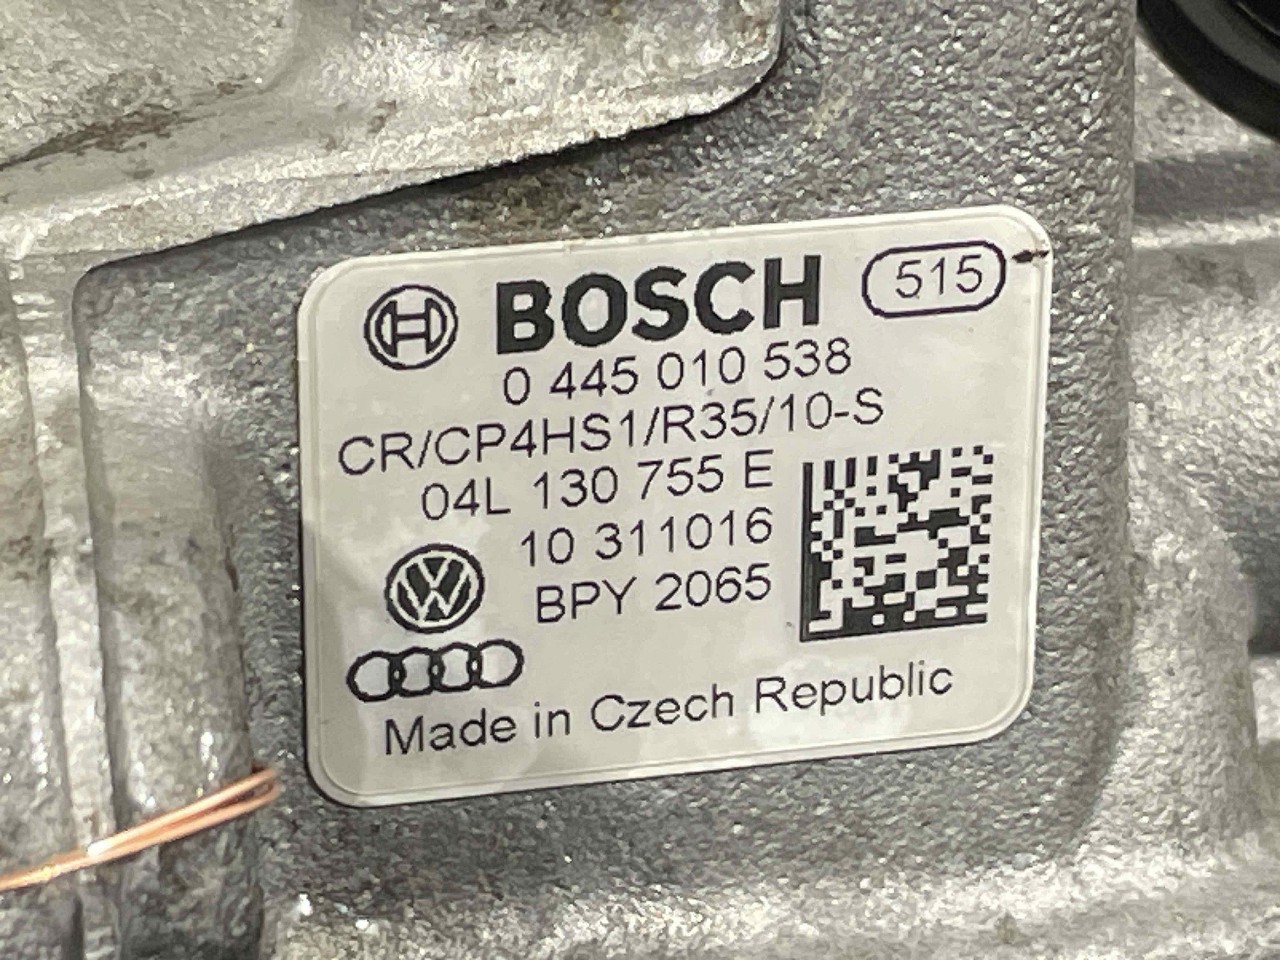 BOSCH 515
0 445 010 538
CR/CP4HS1/R35/10-S
04L 130 755 E
10 311016
BPY 2065
Made in Czech Republic